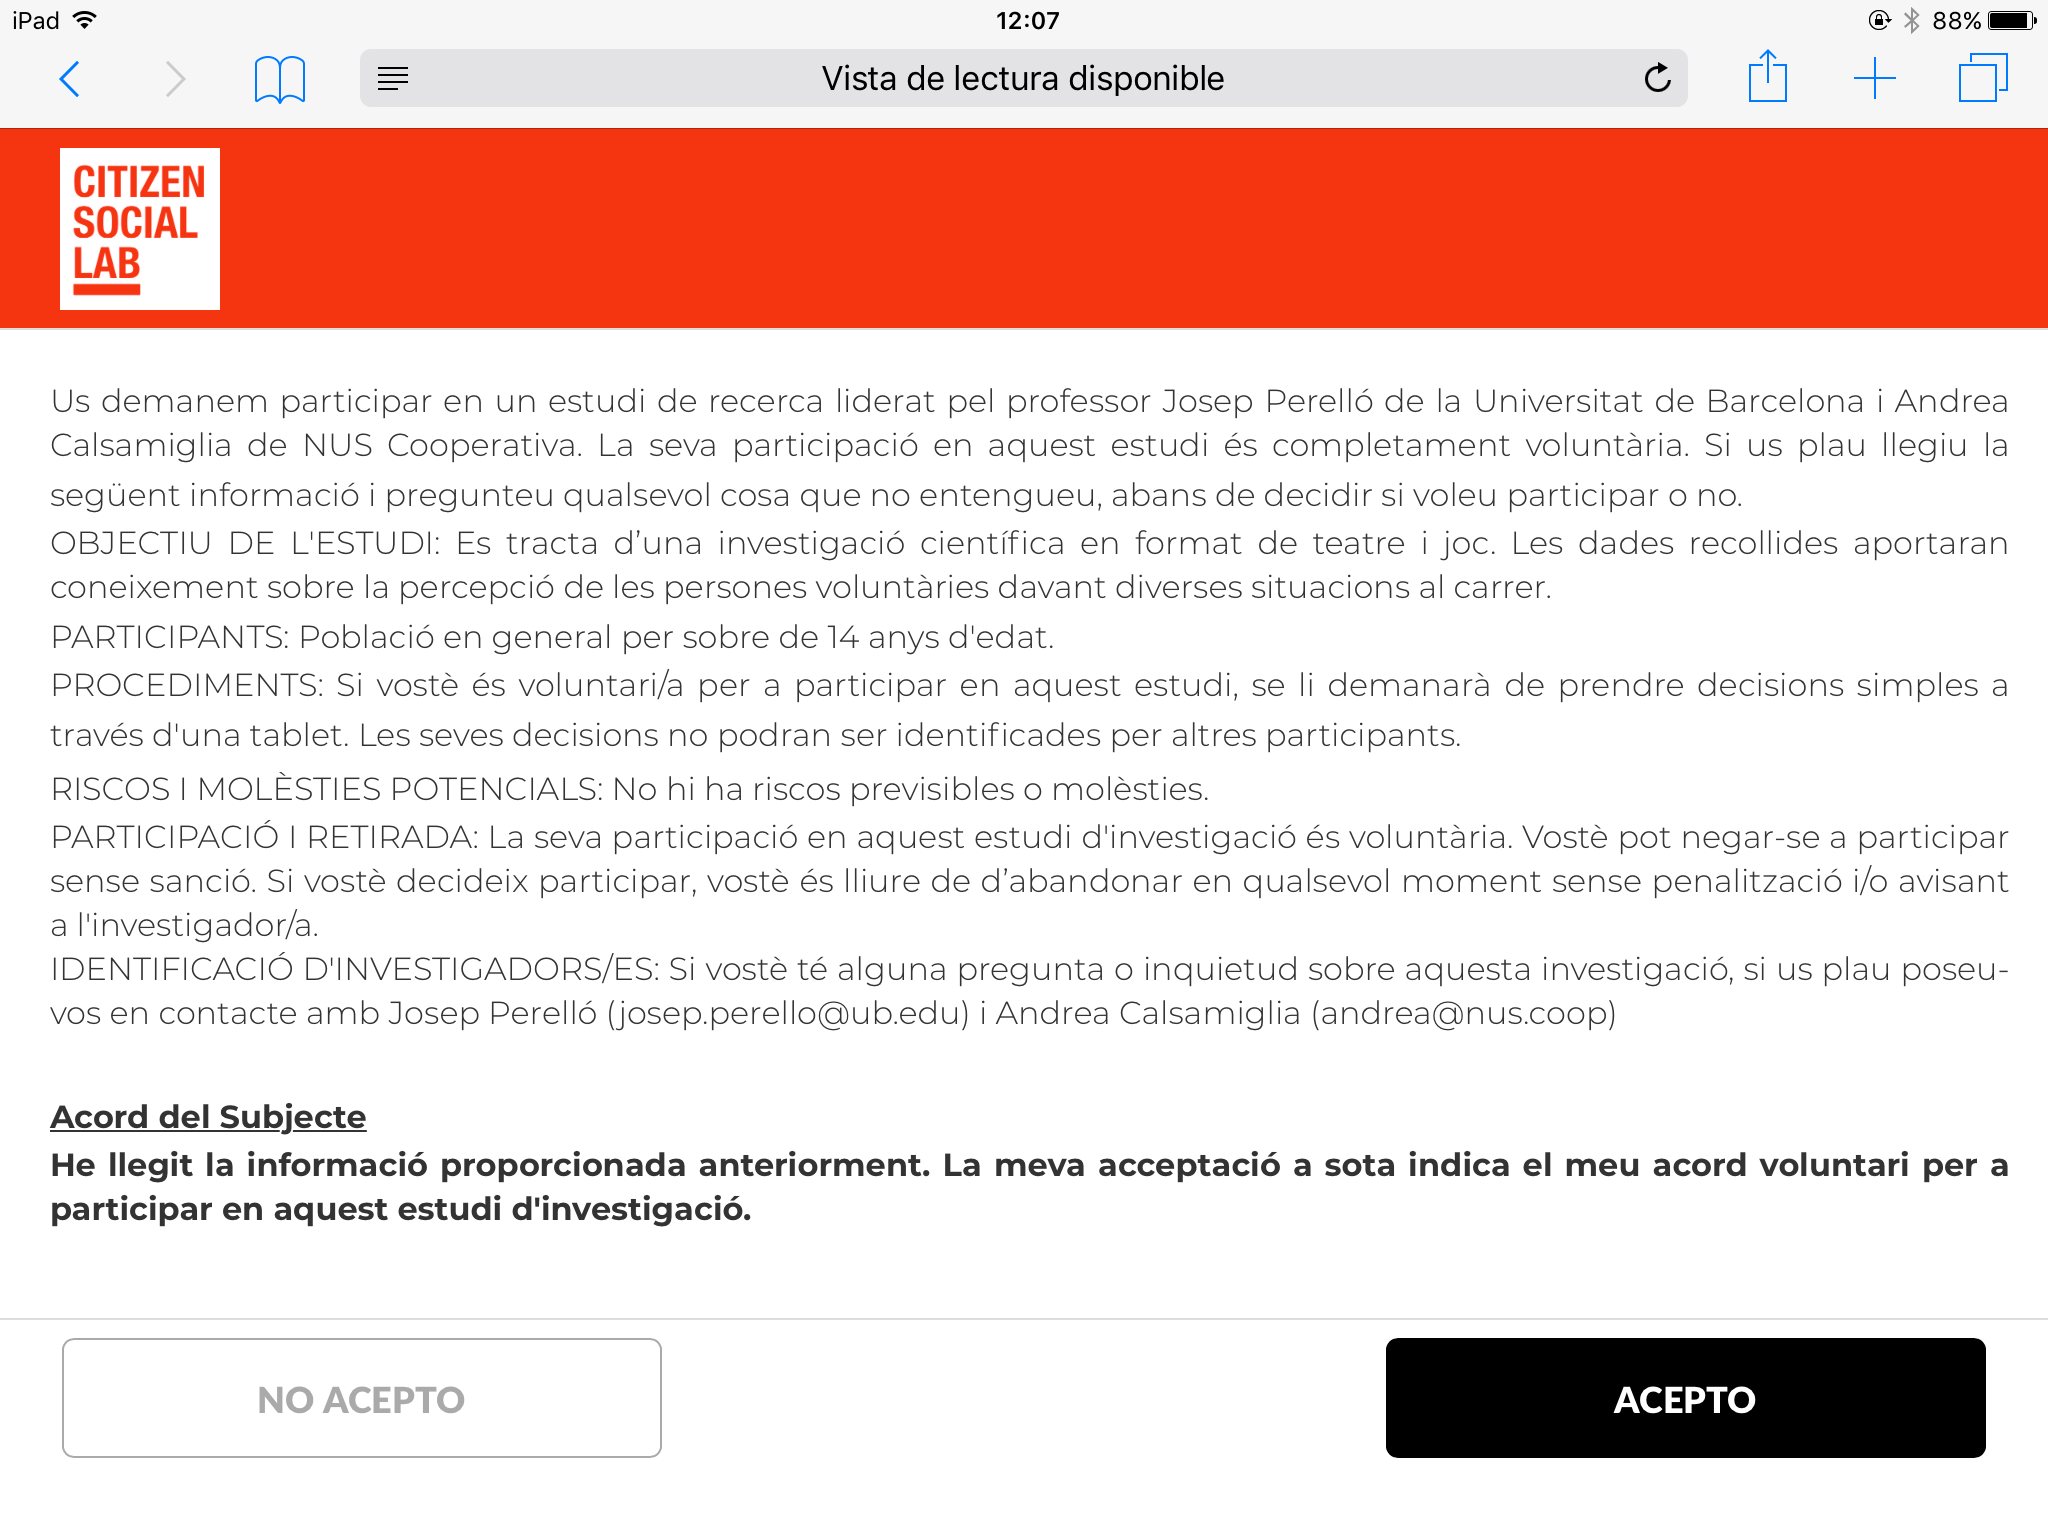 iPad
12:07
88%
Vista de lectura disponible
CITIZEN
SOCIAL
LAB
Us demanem participar en un estudi de recerca liderat pel professor Josep Perelló de la Universitat de Barcelona i Andrea
Calsamiglia de NUS Cooperativa. La seva participació en aquest estudi és completament voluntària. Si us plau llegiu la
següent informació i pregunteu qualsevol cosa que no entengueu, abans de decidir si voleu participar o no.
OBJECTIU DE L'ESTUDI: Es tracta d’una investigació científica en format de teatre i joc. Les dades recollides aportaran
coneixement sobre la percepció de les persones voluntàries davant diverses situacions al carrer.
PARTICIPANTS: Població en general per sobre de 14 anys d'edat.
PROCEDIMENTS: Si vostè és voluntari/a per a participar en aquest estudi, se li demanarà de prendre decisions simples a
través d'una tablet. Les seves decisions no podran ser identificades per altres participants.
RISCOS I MOLÈSTIES POTENCIALS: No hi ha riscos previsibles o molèsties.
PARTICIPACIÓ I RETIRADA: La seva participació en aquest estudi d'investigació és voluntària. Vostè pot negar-se a participar
sense sanció. Si vostè decideix participar, vostè és lliure de d’abandonar en qualsevol moment sense penalització i/o avisant
a l'investigador/a.
IDENTIFICACIÓ D'INVESTIGADORS/ES: Si vostè té alguna pregunta o inquietud sobre aquesta investigació, si us plau poseu-
vos en contacte amb Josep Perelló (josep.perello@ub.edu) i Andrea Calsamiglia (andrea@nus.coop)
Acord del Subjecte
He llegit la informació proporcionada anteriorment. La meva acceptació a sota indica el meu acord voluntari per a
participar en aquest estudi d'investigació.
NO ACEPTO
ACEPTO